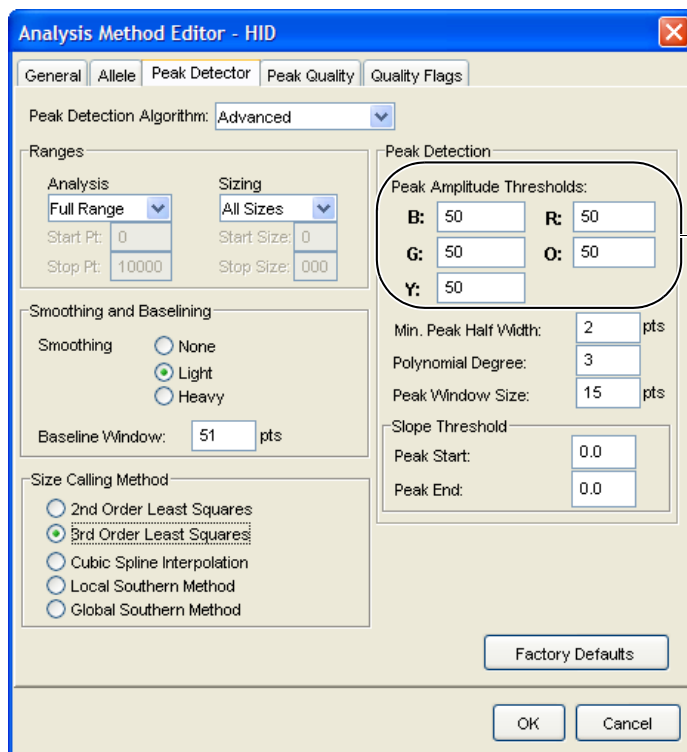 Analysis Method Editor - HID
General Allele Peak Detector Peak Quality Quality Flags
Peak Detection Algorithm: Advanced
Ranges
Analysis
Full Range
Start Pt: 0
Stop Pt: 10000
Sizing
All Sizes
Start Size: 0
Stop Size: 000
Smoothing and Baselining
Smoothing
None
Light
Heavy
Baseline Window: 51 pts
Size Calling Method
2nd Order Least Squares
3rd Order Least Squares
Cubic Spline Interpolation
Local Southern Method
Global Southern Method
Peak Detection
Peak Amplitude Thresholds:
B: 50 R: 50
G: 50 O: 50
Y: 50
Min. Peak Half Width: 2 pts
Polynomial Degree: 3
Peak Window Size: 15 pts
Slope Threshold
Peak Start: 0.0
Peak End: 0.0
Factory Defaults
OK Cancel